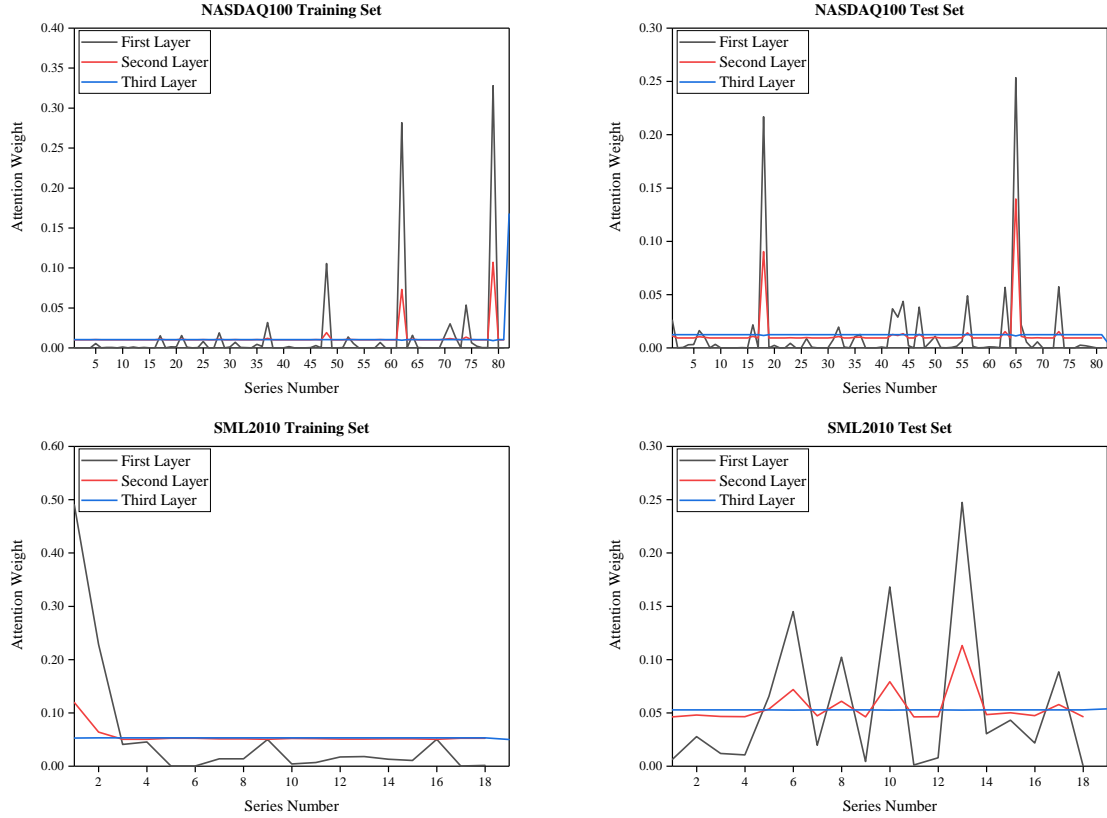 NASDAQ100 Training Set
0.40
0.35
0.30
0.25
0.20
0.15
0.10
0.05
0.00
Attention Weight
First Layer
Second Layer
Third Layer
5 10 15 20 25 30 35 40 45 50 55 60 65 70 75 80
Series Number
NASDAQ100 Test Set
0.30
0.25
0.20
0.15
0.10
0.05
0.00
Attention Weight
First Layer
Second Layer
Third Layer
5 10 15 20 25 30 35 40 45 50 55 60 65 70 75 80
Series Number
SML2010 Training Set
0.60
0.50
0.40
0.30
0.20
0.10
0.00
Attention Weight
First Layer
Second Layer
Third Layer
2 4 6 8 10 12 14 16 18
Series Number
SML2010 Test Set
0.30
0.25
0.20
0.15
0.10
0.05
0.00
Attention Weight
First Layer
Second Layer
Third Layer
2 4 6 8 10 12 14 16 18
Series Number